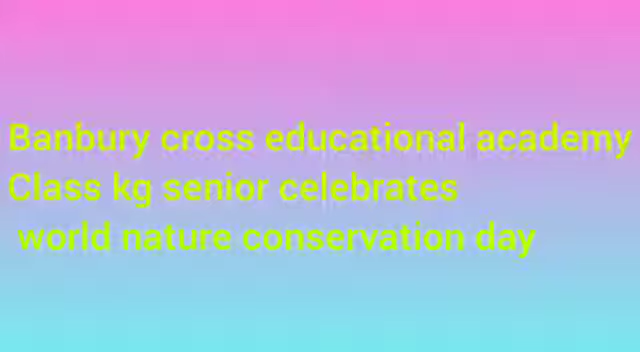 Banbury cross educational academy
Class kg senior celebrates
world nature conservation day